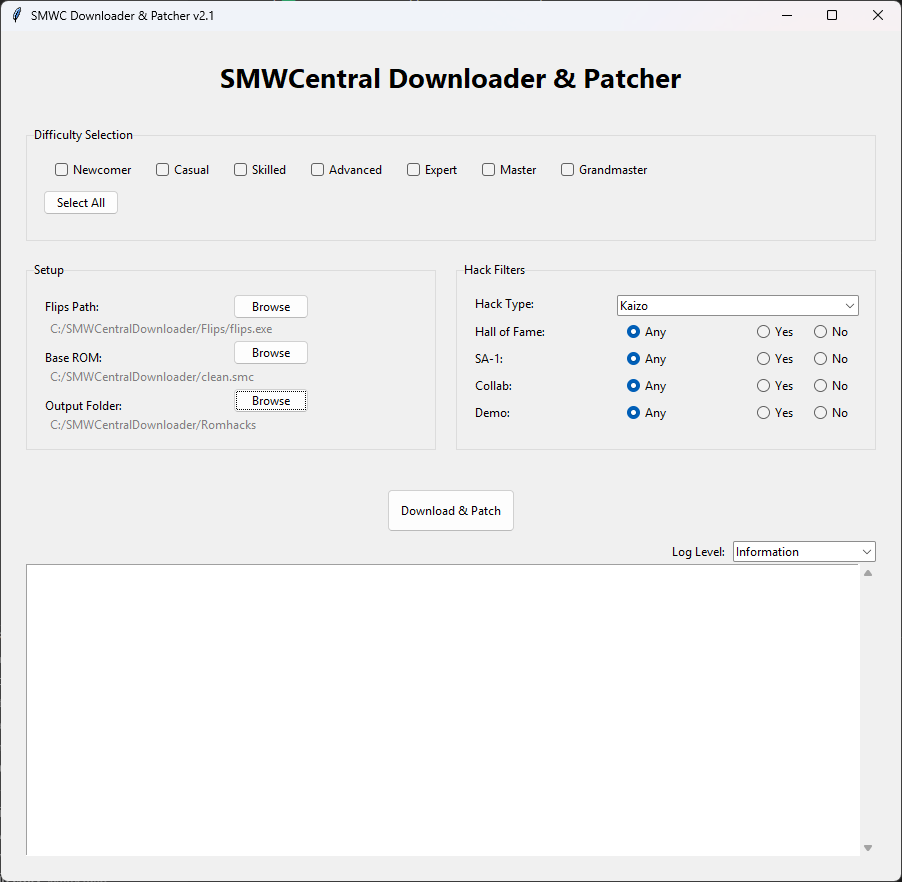 SMWC Downloader & Patcher v2.1
SMWCentral Downloader & Patcher
Difficulty Selection
Newcomer Casual Skilled Advanced Expert Master Grandmaster
Select All
Setup
Flips Path: Browse
C:/SMWCentralDownloader/Flips/flips.exe
Base ROM: Browse
C:/SMWCentralDownloader/clean.smc
Output Folder: Browse
C:/SMWCentralDownloader/Romhacks
Hack Filters
Hack Type: Kaizo
Hall of Fame: Any Yes No
SA-1: Any Yes No
Collab: Any Yes No
Demo: Any Yes No
Download & Patch
Log Level: Information